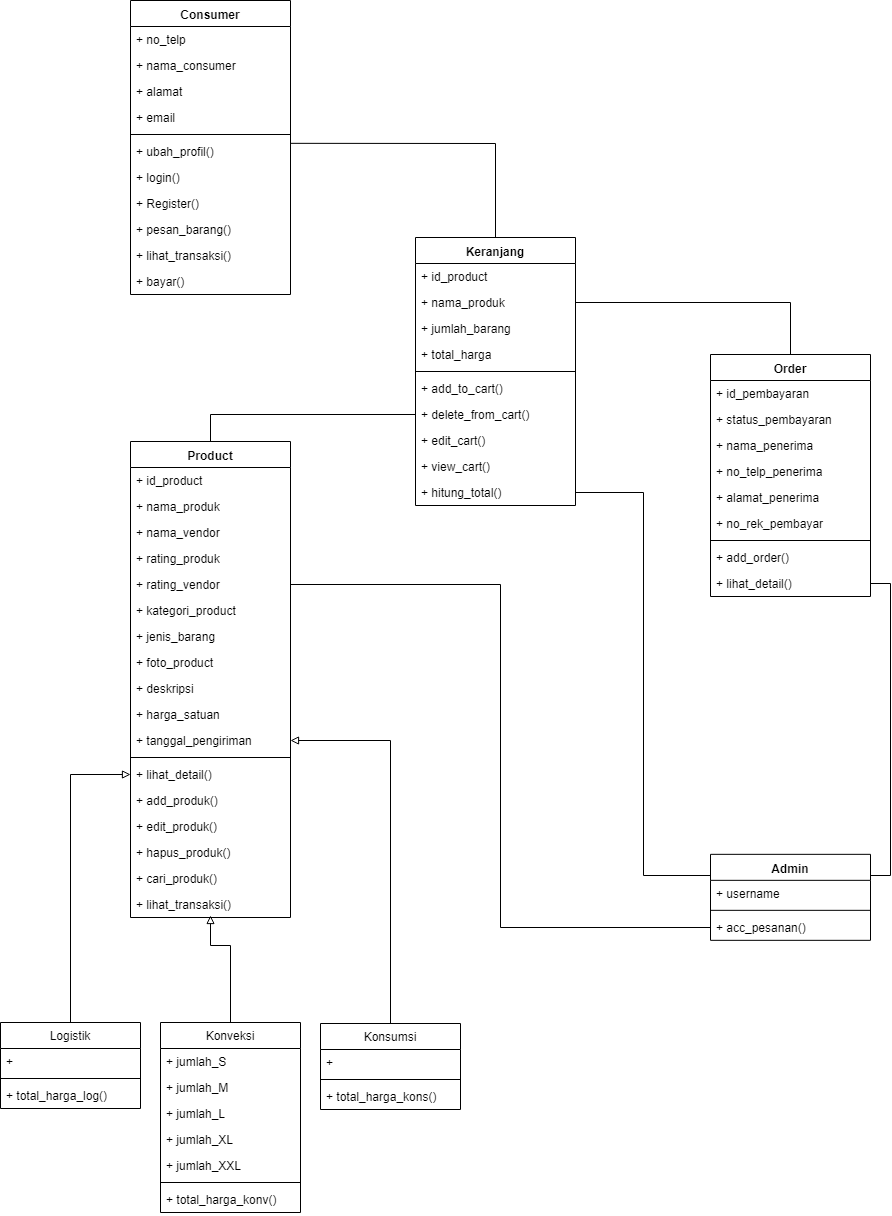 Consumer
+ no_telp
+ nama_consumer
+ alamat
+ email
+ ubah_profil()
+ login()
+ Register()
+ pesan_barang()
+ lihat_transaksi()
+ bayar()
Keranjang
+ id_product
+ nama_produk
+ jumlah_barang
+ total_harga
+ add_to_cart()
+ delete_from_cart()
+ edit_cart()
+ view_cart()
+ hitung_total()
Order
+ id_pembayaran
+ status_pembayaran
+ nama_penerima
+ no_telp_penerima
+ alamat_penerima
+ no_rek_pembayar
+ add_order()
+ lihat_detail()
Product
+ id_product
+ nama_produk
+ nama_vendor
+ rating_produk
+ rating_vendor
+ kategori_product
+ jenis_barang
+ foto_product
+ deskripsi
+ harga_satuan
+ tanggal_pengiriman
+ lihat_detail()
+ add_produk()
+ edit_produk()
+ hapus_produk()
+ cari_produk()
+ lihat_transaksi()
Admin
+ username
+ acc_pesanan()
Logistik
+
+ total_harga_log()
Konveksi
+ jumlah_S
+ jumlah_M
+ jumlah_L
+ jumlah_XL
+ jumlah_XXL
+ total_harga_konv()
Konsumsi
+
+ total_harga_kons()